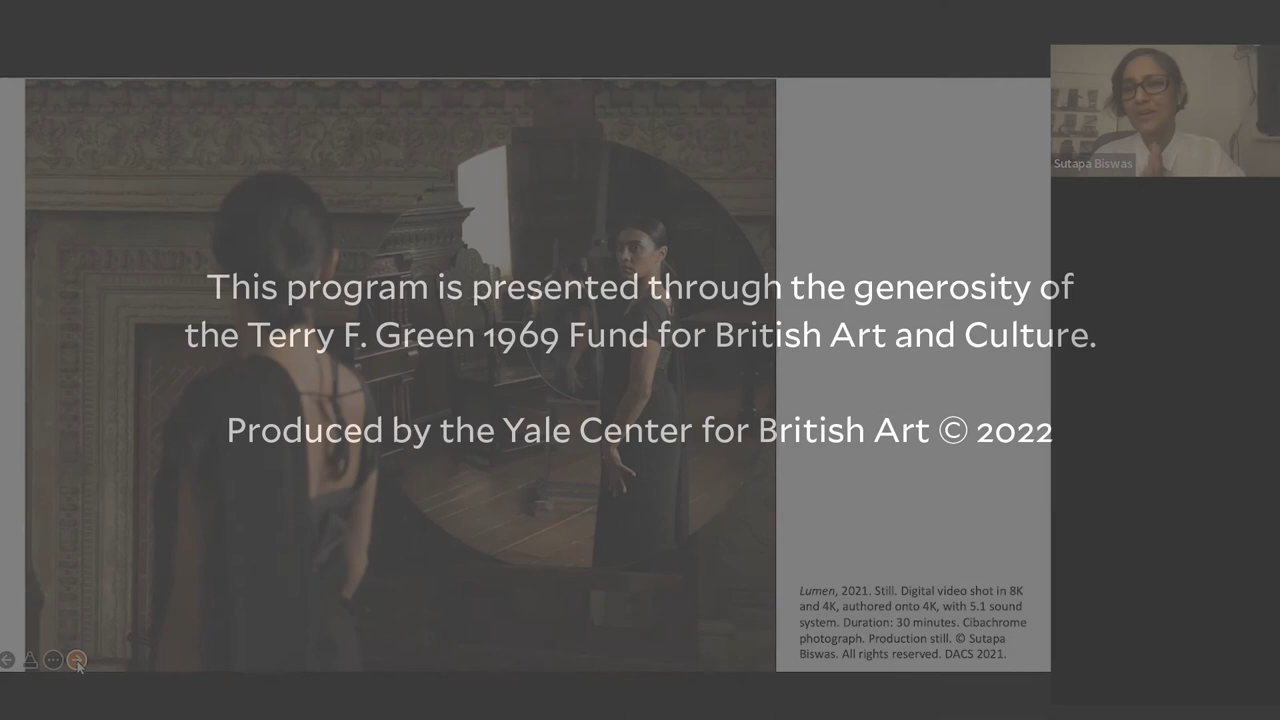 Sutapa Biswas
This program is presented through the generosity of
the Terry F. Green 1969 Fund for British Art and Culture.
Produced by the Yale Center for British Art © 2022
Lumen, 2021. Still. Digital video shot in 8K
and 4K, authored onto 4K, with 5.1 sound
system. Duration: 30 minutes. Cibachrome
photograph. Production still. © Sutapa
Biswas. All rights reserved. DACS 2021.